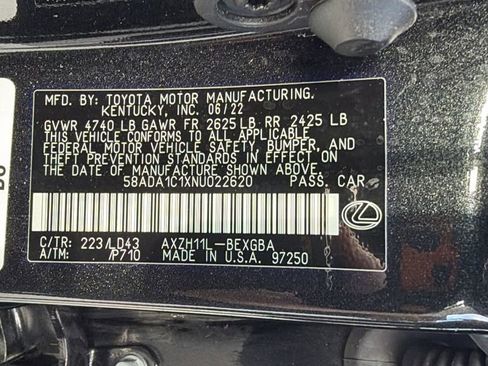 MFD. BY: TOYOTA MOTOR MANUFACTURING,
KENTUCKY, INC. 06/22
GVWR 4740 LB GAWR FR 2625 LB RR 2425 LB
THIS VEHICLE CONFORMS TO ALL APPLICABLE
FEDERAL MOTOR VEHICLE SAFETY, BUMPER, AND
THEFT PREVENTION STANDARDS IN EFFECT ON
THE DATE OF MANUFACTURE SHOWN ABOVE.
58ADA1C1XNU022620 PASS. CAR
C/TR: 223/LD43 AXZH11L-BEXGBA
A/TM: /P710 MADE IN U.S.A. 97250